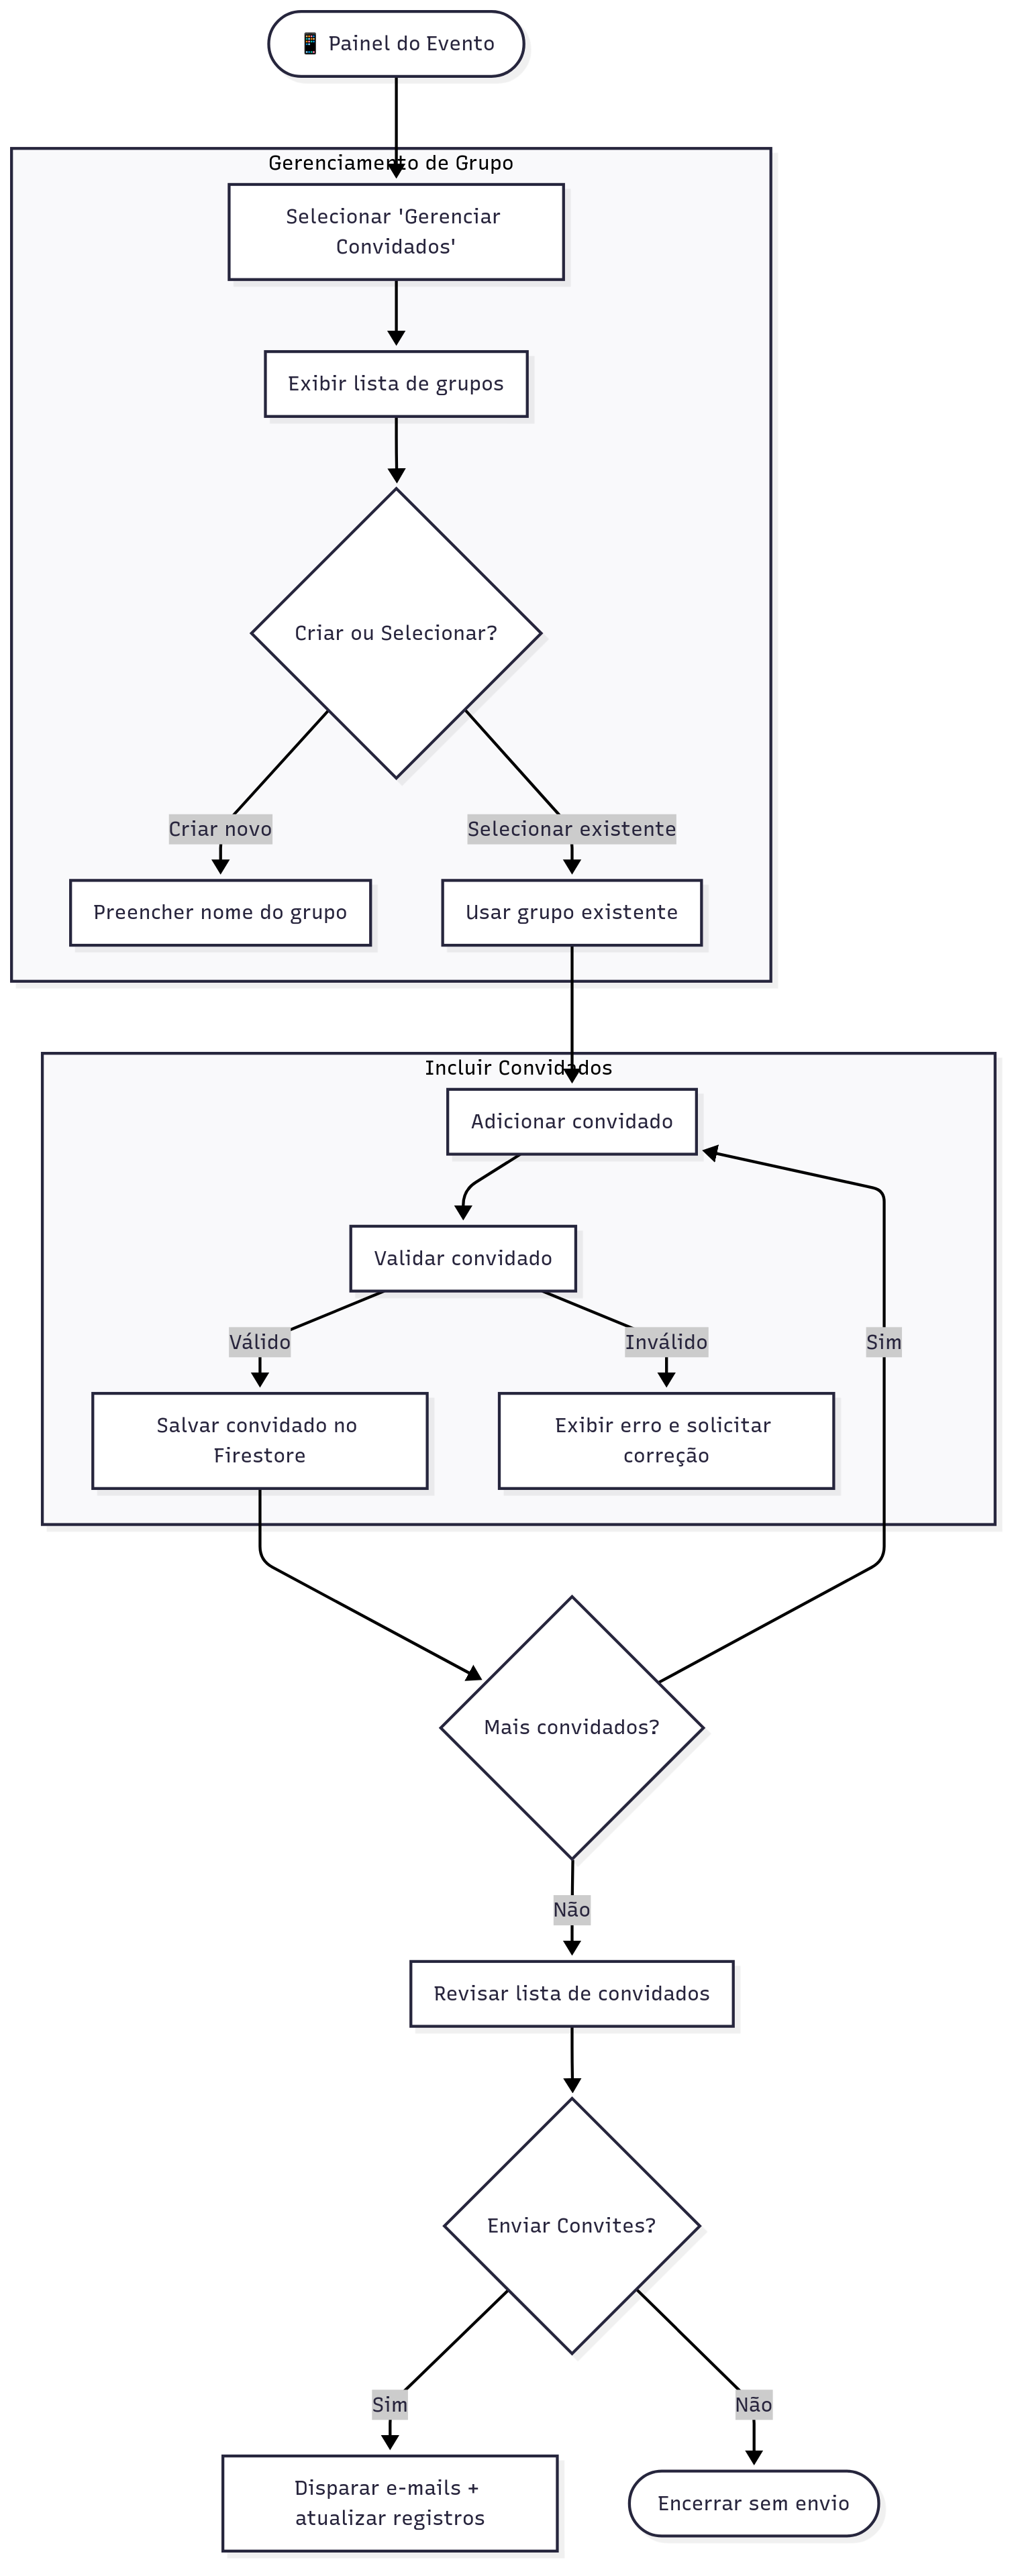 Painel do Evento
Gerenciamento de Grupo
Selecionar 'Gerenciar
Convidados'
Exibir lista de grupos
Criar ou Selecionar?
Criar novo
Selecionar existente
Preencher nome do grupo
Usar grupo existente
Incluir Convidados
Adicionar convidado
Validar convidado
Válido
Inválido
Sim
Salvar convidado no
Firestore
Exibir erro e solicitar
correção
Mais convidados?
Não
Revisar lista de convidados
Enviar Convites?
Sim
Não
Disparar e-mails +
atualizar registros
Encerrar sem envio